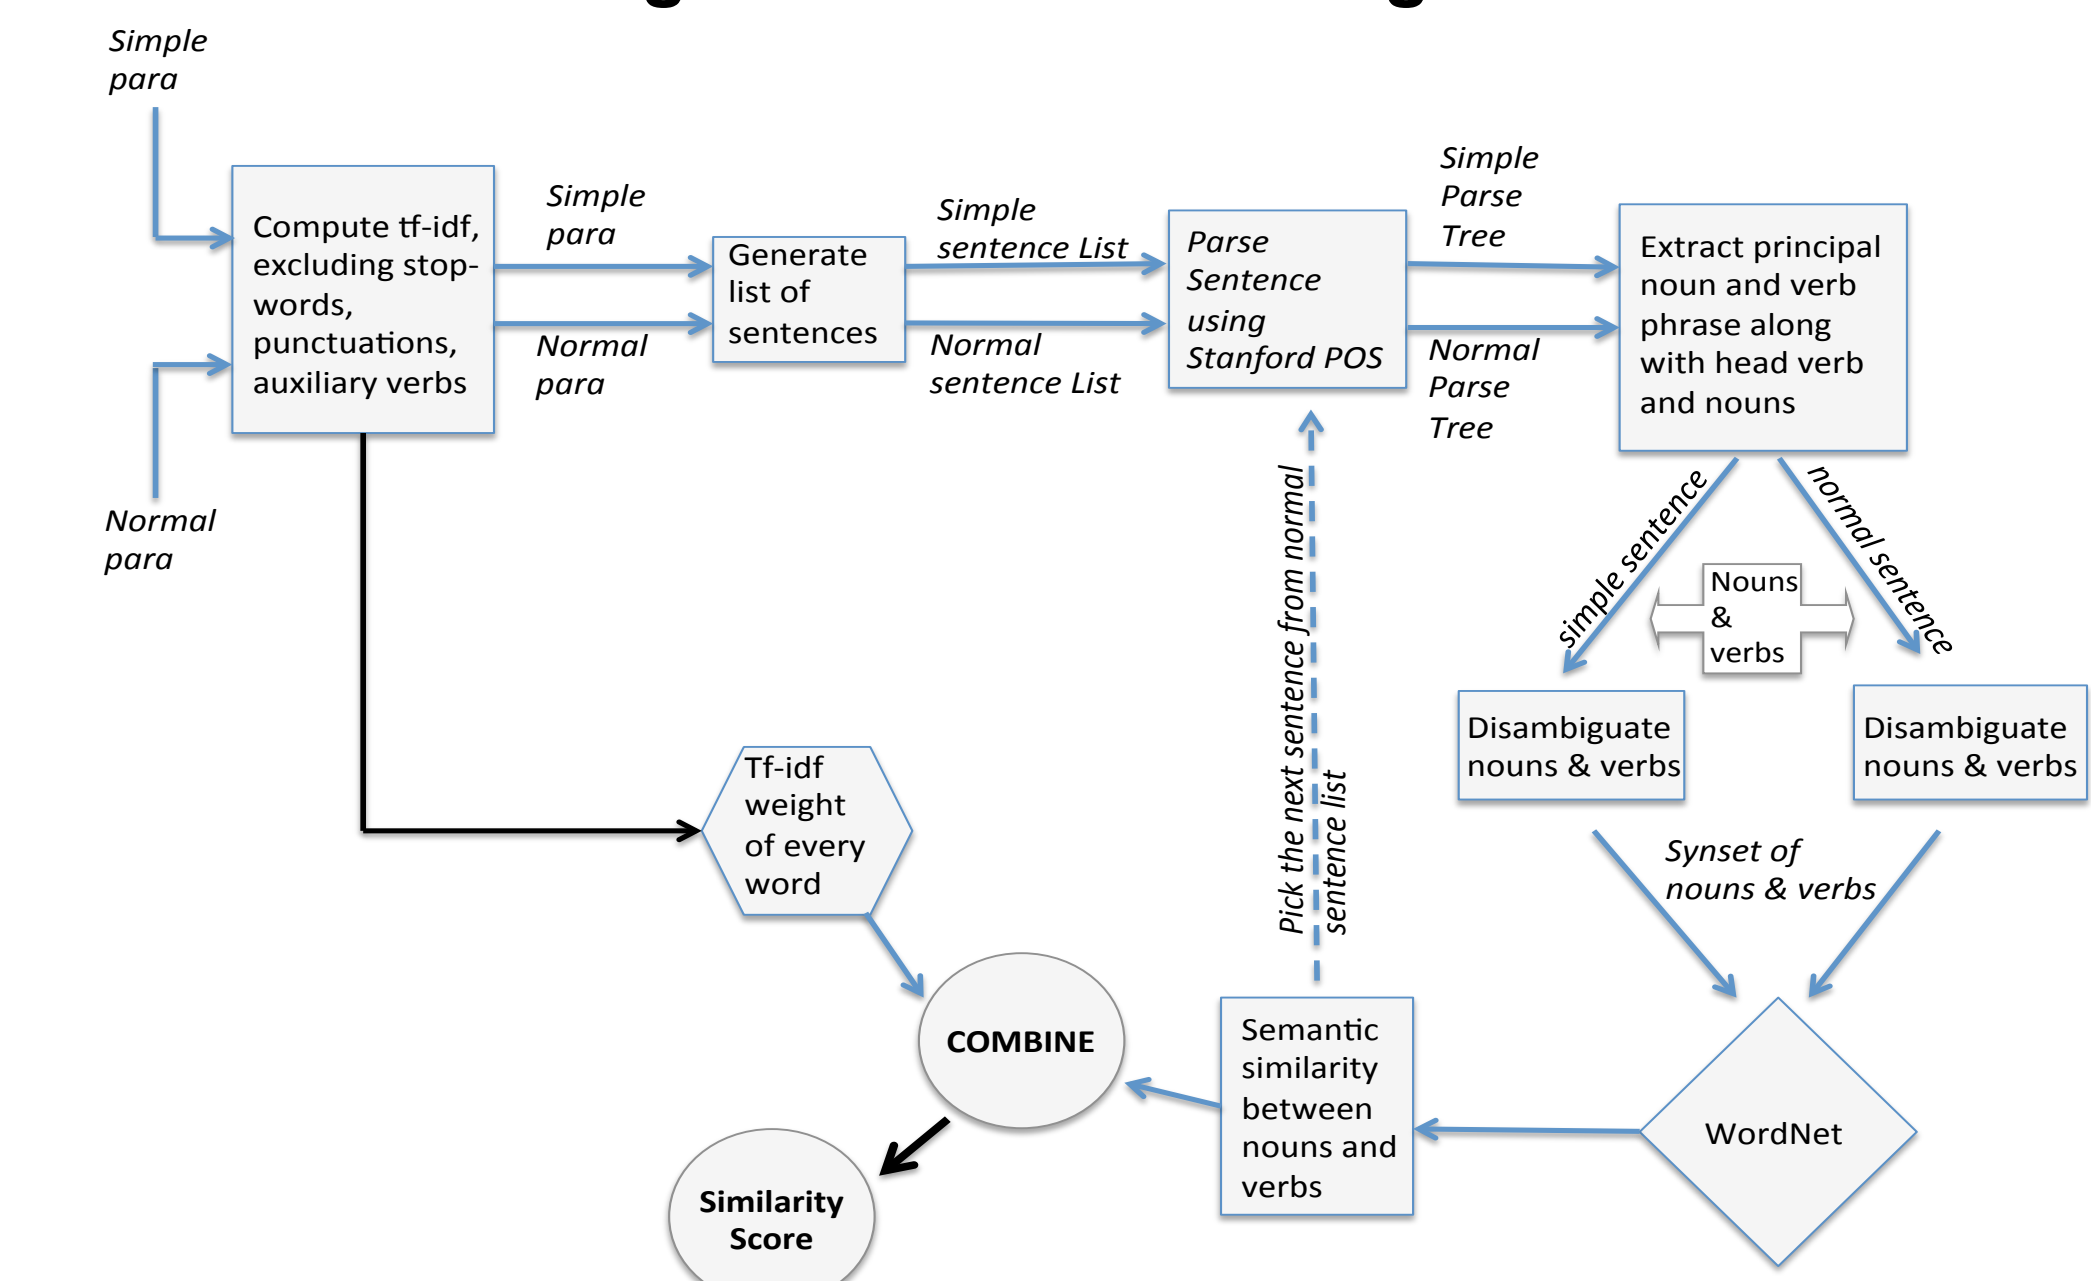 Simple
para
Compute tf-idf,
excluding stop-
words,
punctuations,
auxiliary verbs
Normal
para
Simple
para
Normal
para
Generate
list of
sentences
Simple
sentence List
Normal
sentence List
Parse
Sentence
using
Stanford POS
Simple
Parse
Tree
Normal
Parse
Tree
Extract principal
noun and verb
phrase along
with head verb
and nouns
simple sentence
normal sentence
Nouns
&
verbs
Disambiguate
nouns & verbs
Disambiguate
nouns & verbs
Synset of
nouns & verbs
WordNet
Semantic
similarity
between
nouns and
verbs
Pick the next sentence from normal
sentence list
Tf-idf
weight
of every
word
COMBINE
Similarity
Score